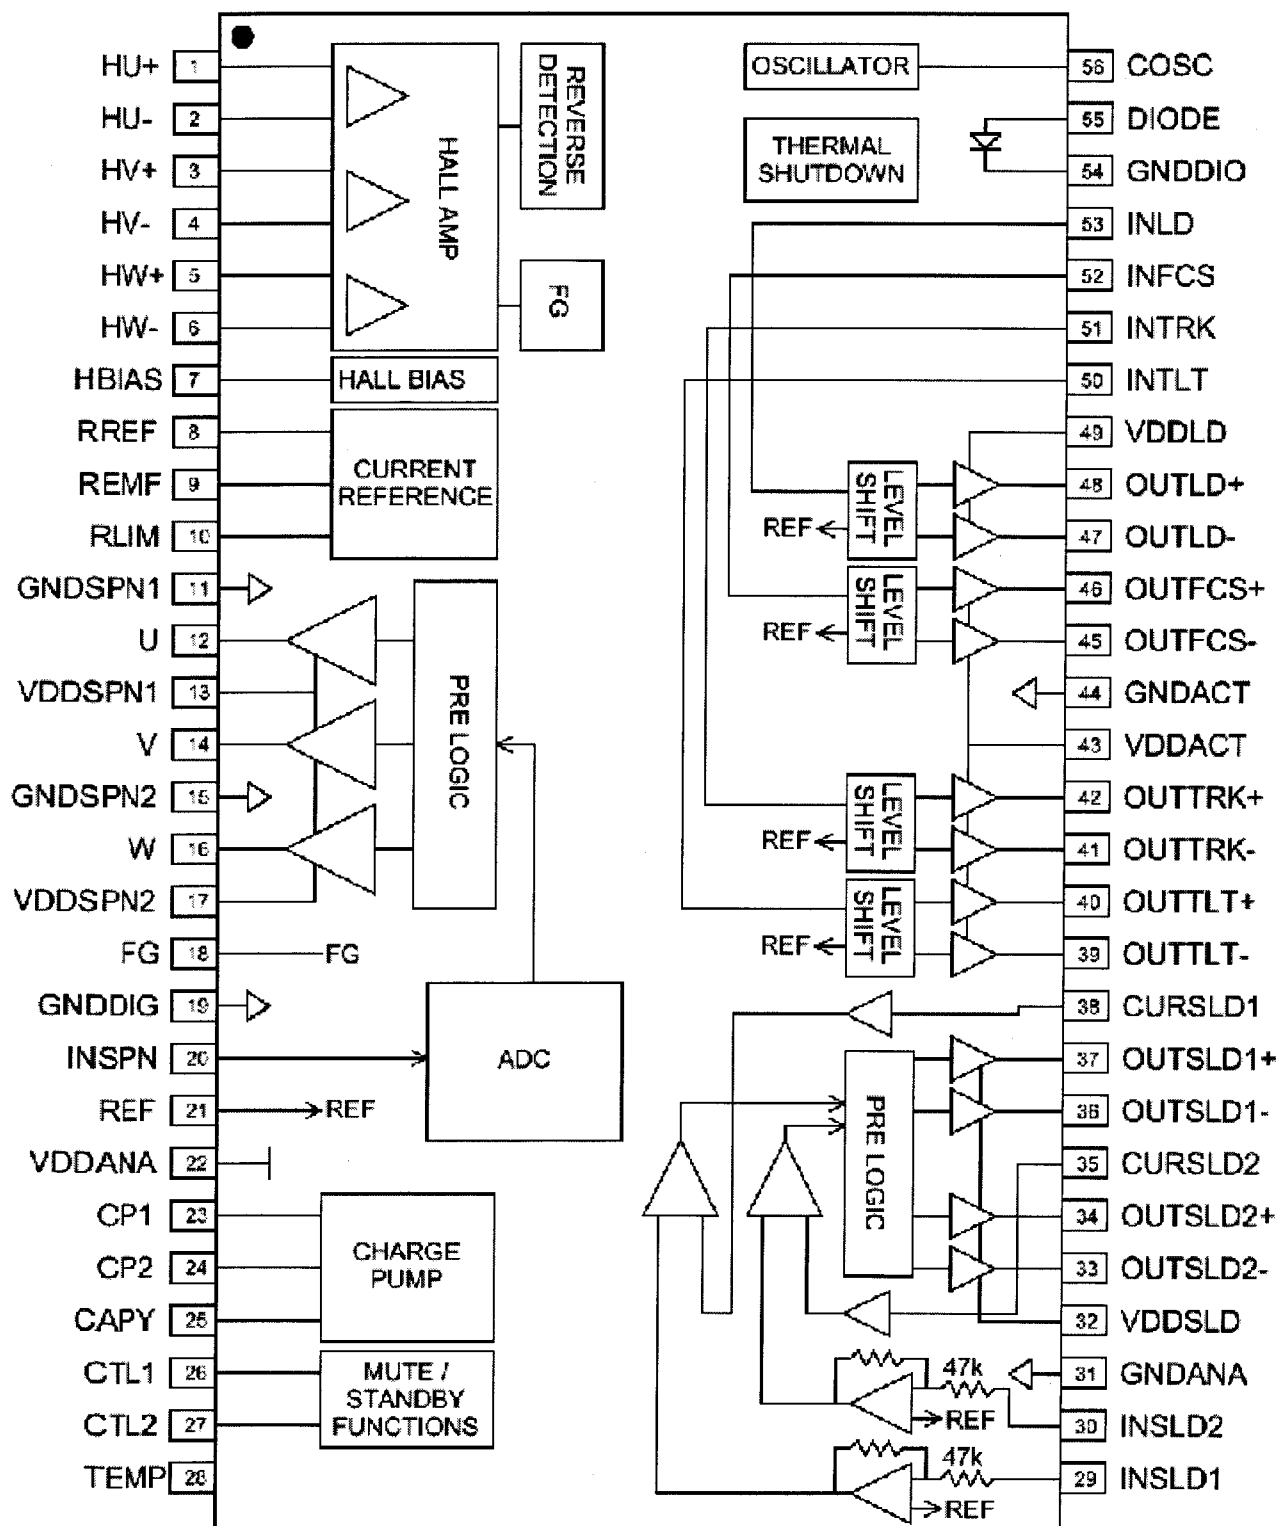 HU+ 1
HU- 2
HV+ 3
HV- 4
HW+ 5
HW- 6
HBIAS 7
RREF 8
REMF 9
RLIM 10
GNDSPN1 11
U 12
VDDSPN1 13
V 14
GNDSPN2 15
W 16
VDDSPN2 17
FG 18
GNDDIG 19
INSPN 20
REF 21
VDDANA 22
CP1 23
CP2 24
CAPY 25
CTL1 26
CTL2 27
TEMP 28
HALL AMP
REVERSE
DETECTION
FG
HALL BIAS
CURRENT
REFERENCE
PRE LOGIC
FG
ADC
REF
CHARGE
PUMP
MUTE /
STANDBY
FUNCTIONS
OSCILLATOR
THERMAL
SHUTDOWN
LEVEL
SHIFT
REF
LEVEL
SHIFT
REF
LEVEL
SHIFT
REF
LEVEL
SHIFT
REF
PRE LOGIC
47k
REF
47k
REF
56 COSC
55 DIODE
54 GNDDIO
53 INLD
52 INFCS
51 INTRK
50 INTLT
49 VDDLD
48 OUTLD+
47 OUTLD-
46 OUTFCS+
45 OUTFCS-
44 GNDACT
43 VDDACT
42 OUTTRK+
41 OUTTRK-
40 OUTTLT+
39 OUTTLT-
38 CURSLD1
37 OUTSLD1+
36 OUTSLD1-
35 CURSLD2
34 OUTSLD2+
33 OUTSLD2-
32 VDDSLD
31 GNDANA
30 INSLD2
29 INSLD1